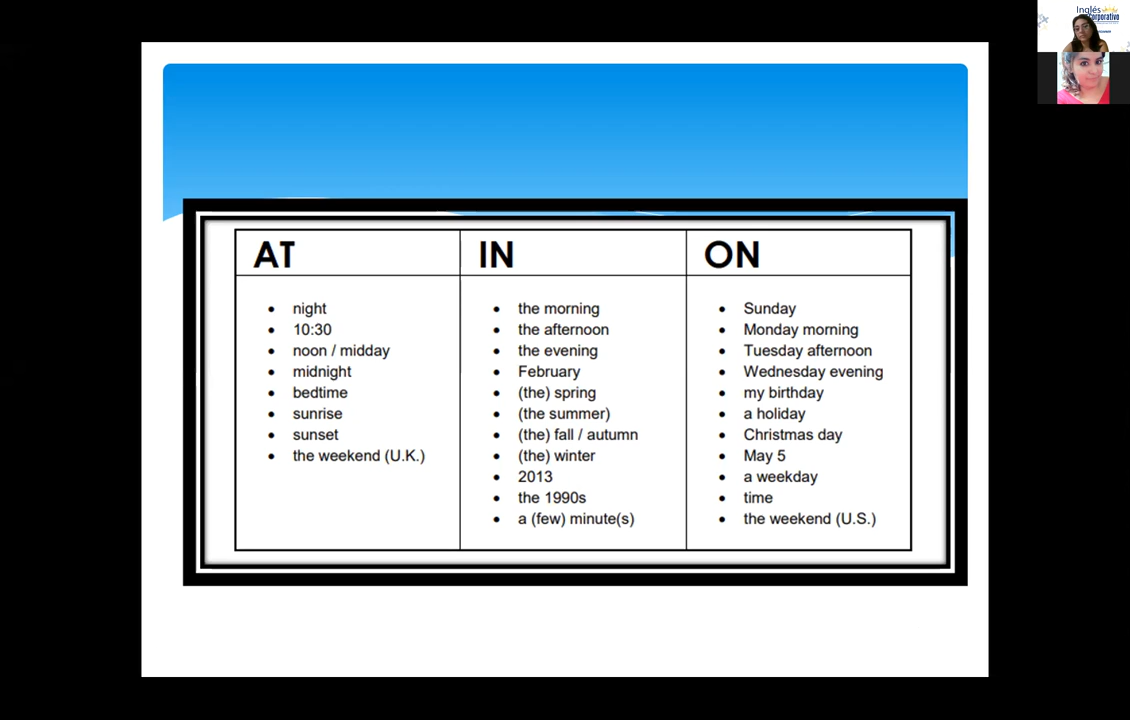 Inglés
Corporativo
AT
IN
ON
night
10:30
noon / midday
midnight
bedtime
sunrise
sunset
the weekend (U.K.)
the morning
the afternoon
the evening
February
(the) spring
(the summer)
(the) fall / autumn
(the) winter
2013
the 1990s
a (few) minute(s)
Sunday
Monday morning
Tuesday afternoon
Wednesday evening
my birthday
a holiday
Christmas day
May 5
a weekday
time
the weekend (U.S.)